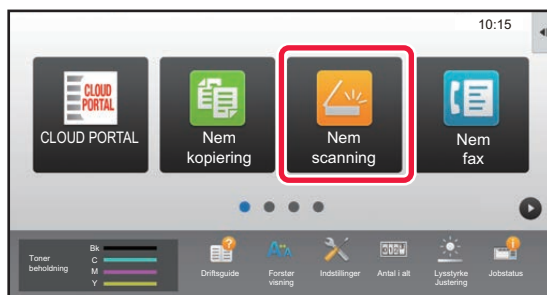 10:15
CLOUD
PORTAL
CLOUD PORTAL
Nem
kopiering
Nem
scanning
Nem
fax
Toner
beholdning
Bk
C
M
Y
Driftsguide
Forstør
visning
Indstillinger
Antal i alt
Lysstyrke
Justering
Jobstatus